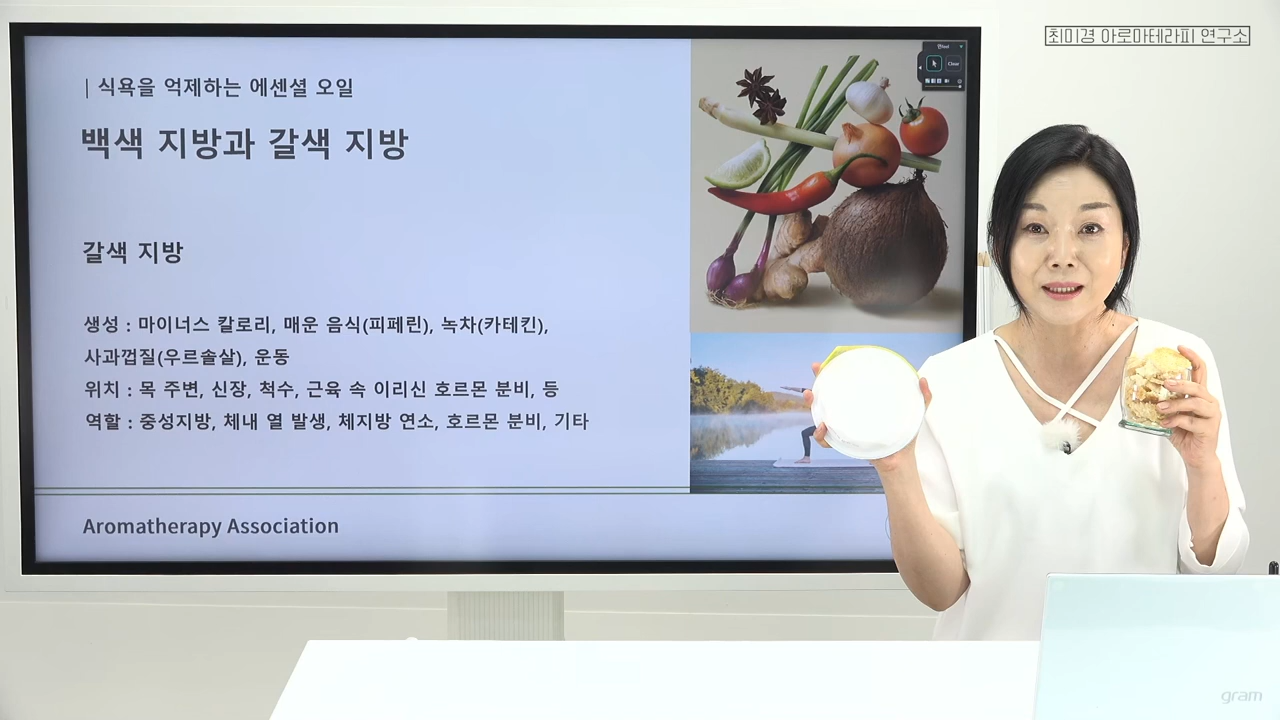 최미경 아로마테라피 연구소
| 식욕을 억제하는 에센셜 오일
백색 지방과 갈색 지방
갈색 지방
생성 : 마이너스 칼로리, 매운 음식(피페린), 녹차(카테킨),
사과껍질(우르솔살), 운동
위치 : 목 주변, 신장, 척수, 근육 속 이리신 호르몬 분비, 등
역할 : 중성지방, 체내 열 발생, 체지방 연소, 호르몬 분비, 기타
Aromatherapy Association
Clear
gram